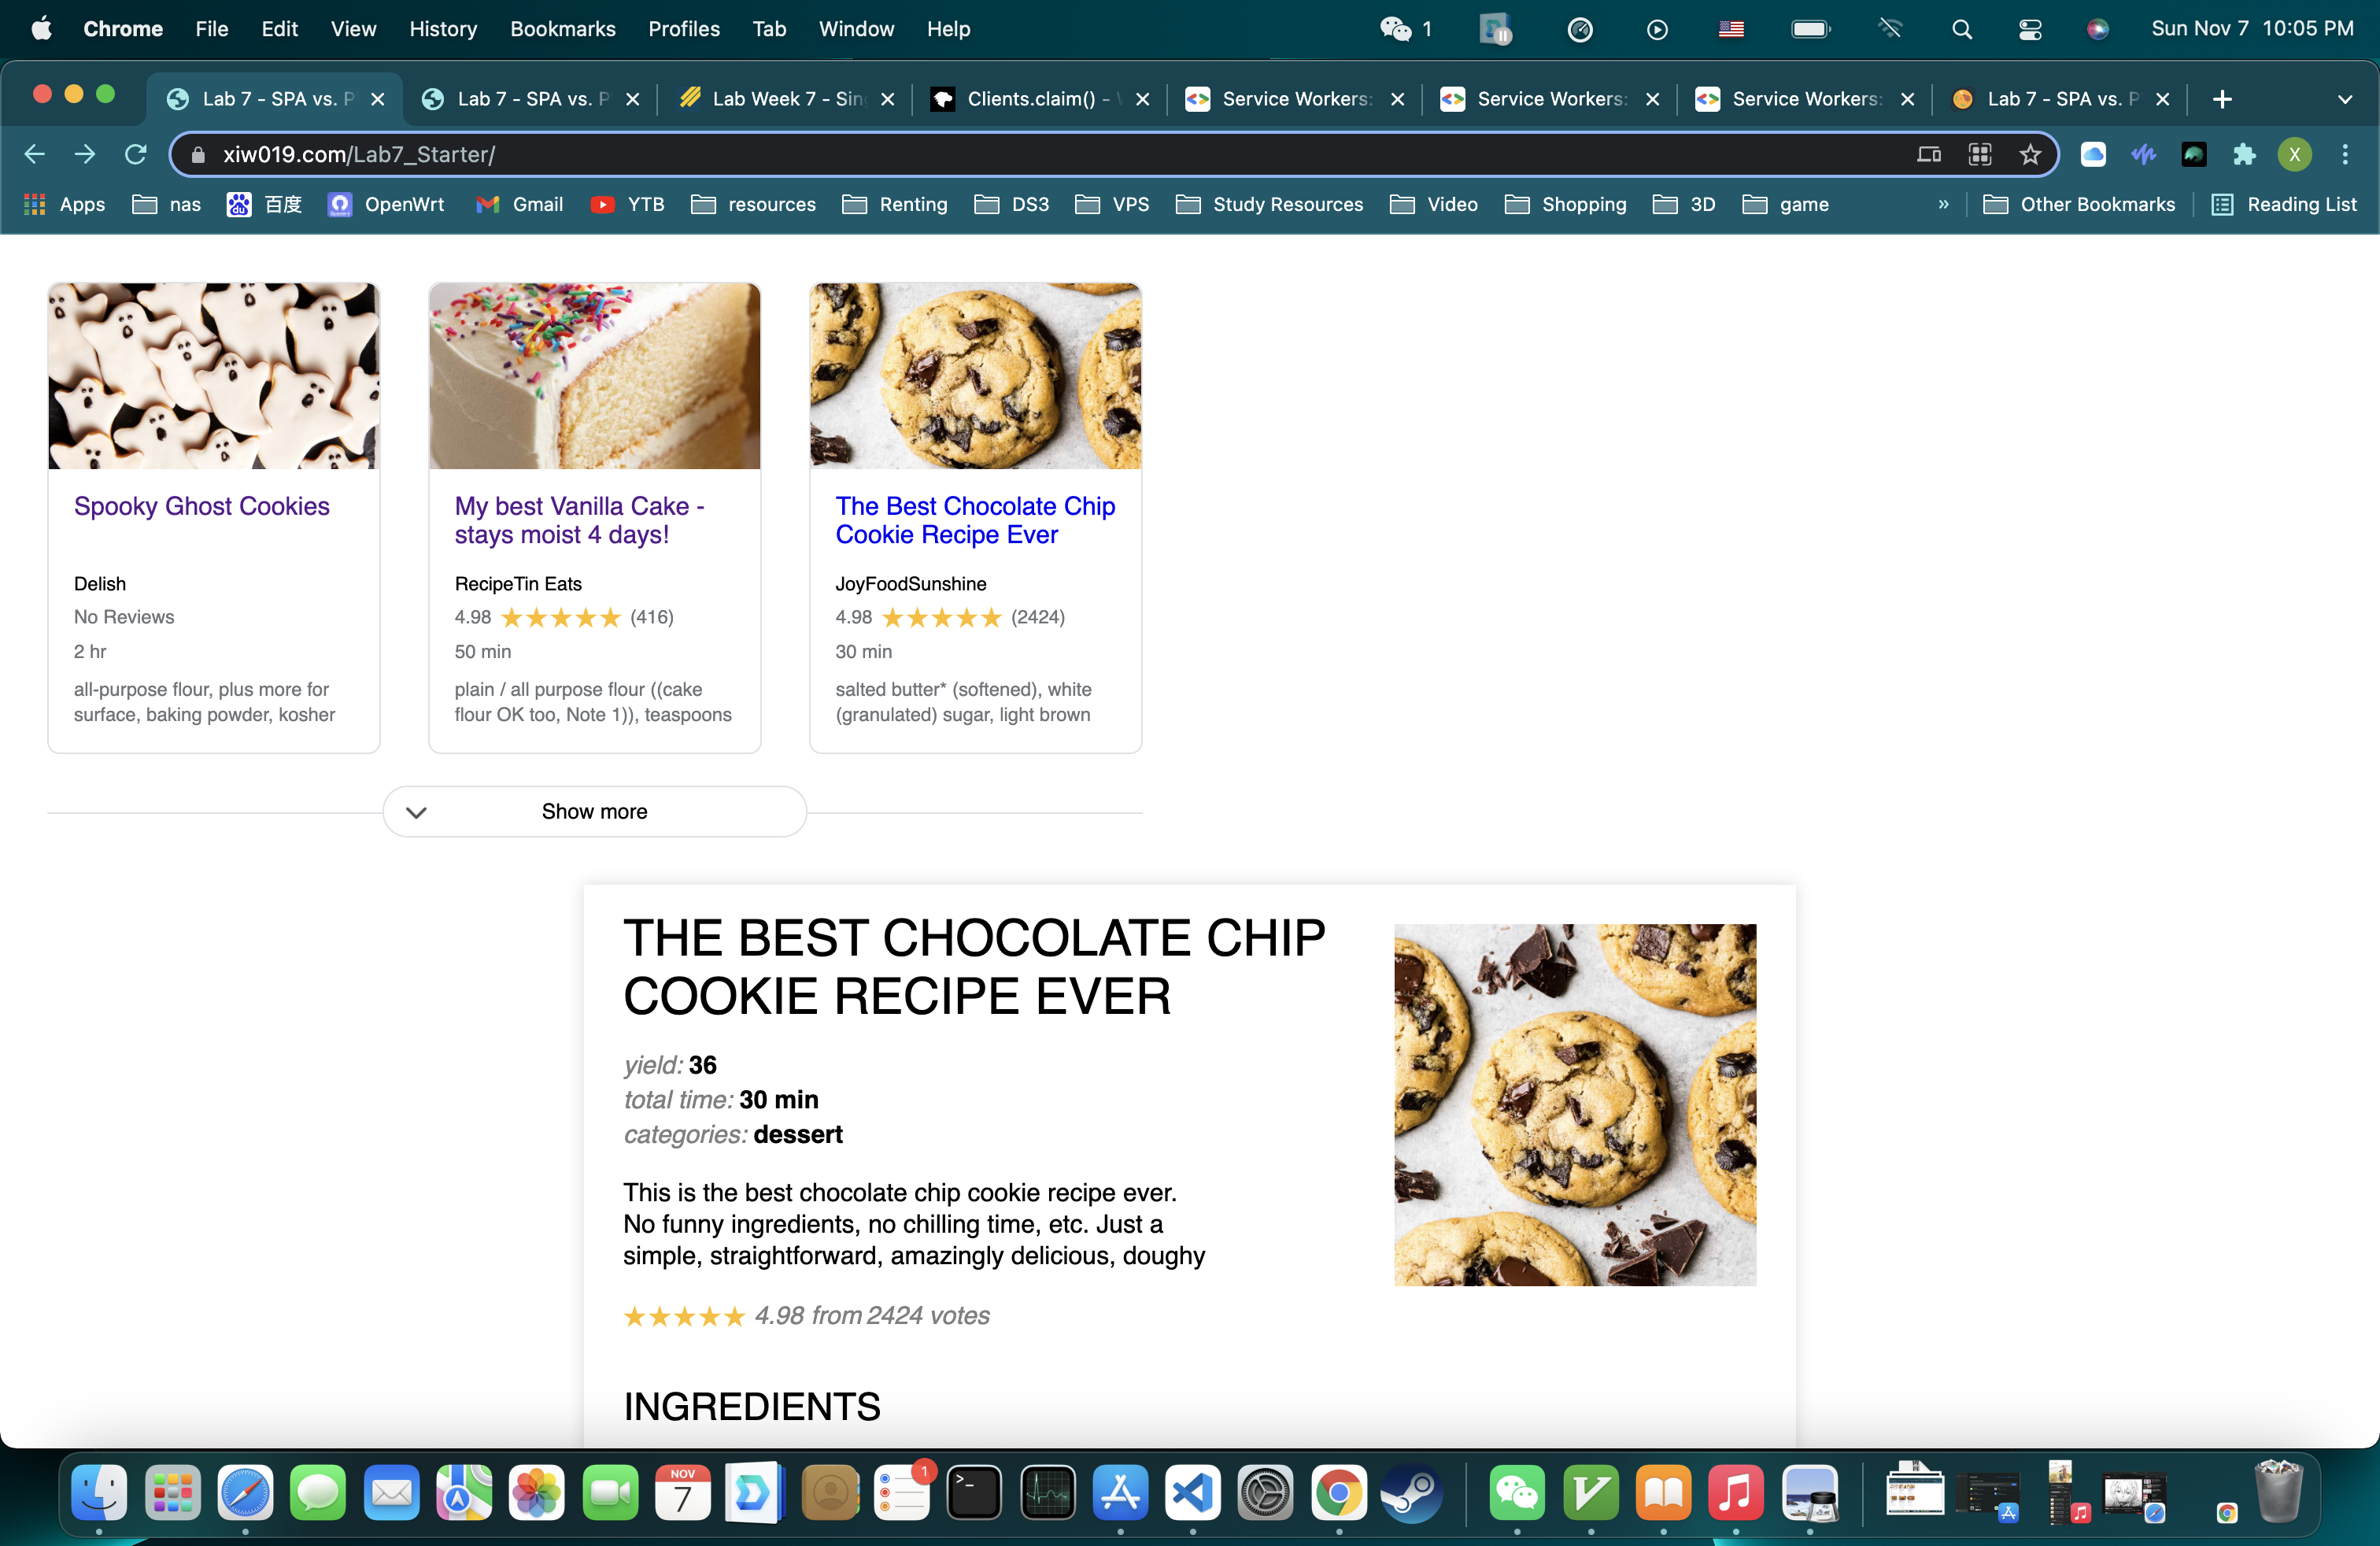 Chrome File Edit View History Bookmarks Profiles Tab Window Help 1 Sun Nov 7 10:05 PM
Lab 7 - SPA vs. P Lab 7 - SPA vs. P Lab Week 7 - Sin Clients.claim() - Service Workers: Service Workers: Service Workers: Lab 7 - SPA vs. P
xiw019.com/Lab7_Starter/ X
Apps nas du 百度 OpenWrt Gmail YTB resources Renting DS3 VPS Study Resources Video Shopping 3D game » Other Bookmarks Reading List
Spooky Ghost Cookies
Delish
No Reviews
2 hr
all-purpose flour, plus more for
surface, baking powder, kosher
My best Vanilla Cake -
stays moist 4 days!
RecipeTin Eats
4.98 ★★★★★ (416)
50 min
plain / all purpose flour ((cake
flour OK too, Note 1)), teaspoons
The Best Chocolate Chip
Cookie Recipe Ever
JoyFoodSunshine
4.98 ★★★★★ (2424)
30 min
salted butter* (softened), white
(granulated) sugar, light brown
Show more
THE BEST CHOCOLATE CHIP
COOKIE RECIPE EVER
yield: 36
total time: 30 min
categories: dessert
This is the best chocolate chip cookie recipe ever.
No funny ingredients, no chilling time, etc. Just a
simple, straightforward, amazingly delicious, doughy
★★★★★ 4.98 from 2424 votes
INGREDIENTS
NOV
7
1